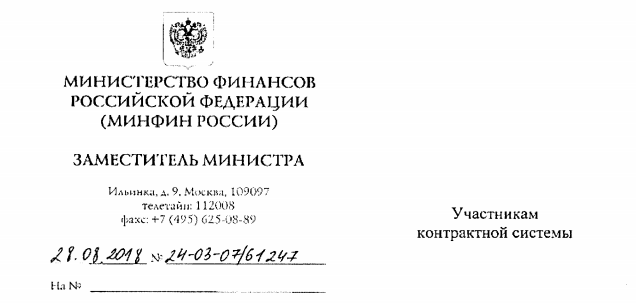 МИНИСТЕРСТВО ФИНАНСОВ
РОССИЙСКОЙ ФЕДЕРАЦИИ
(МИНФИН РОССИИ)
ЗАМЕСТИТЕЛЬ МИНИСТРА
Ильинка, д. 9, Москва, 109097
телетайп: 112008
факс: +7 (495) 625-08-89
28.08.2018 № 24-03-07/61247
На №
Участникам
контрактной системы